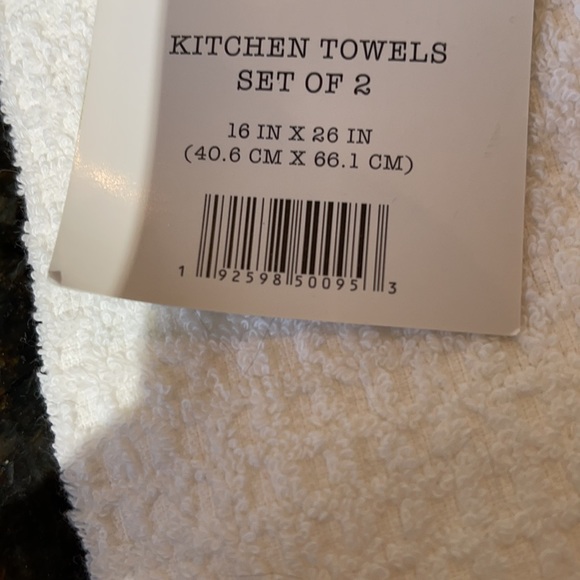 KITCHEN TOWELS
SET OF 2
16 IN X 26 IN
(40.6 CM X 66.1 CM)
1 92598 50095 3